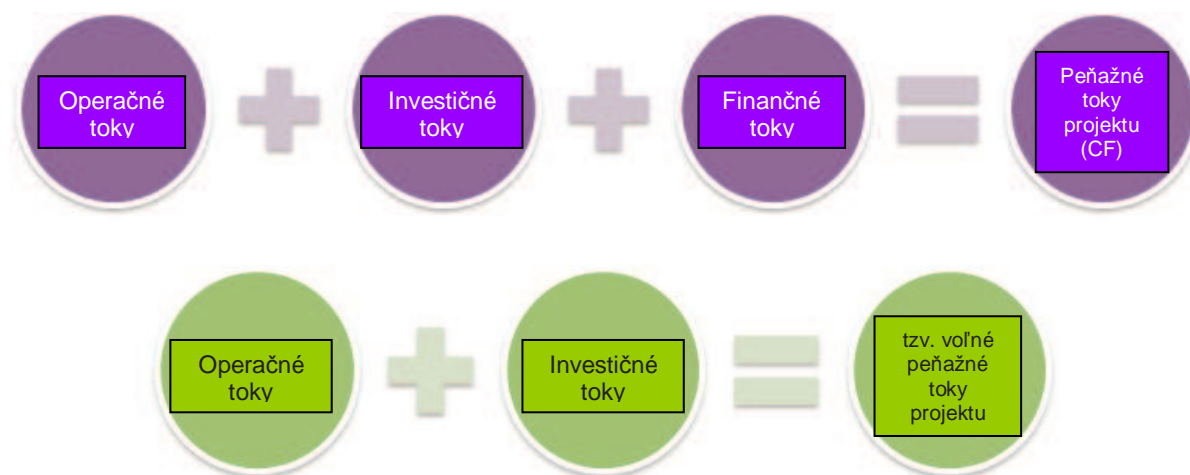 Operačné
toky
Investičné
toky
Finančné
toky
Peňažné
toky
projektu
(CF)
Operačné
toky
Investičné
toky
tzv. voľné
peňažné
toky
projektu